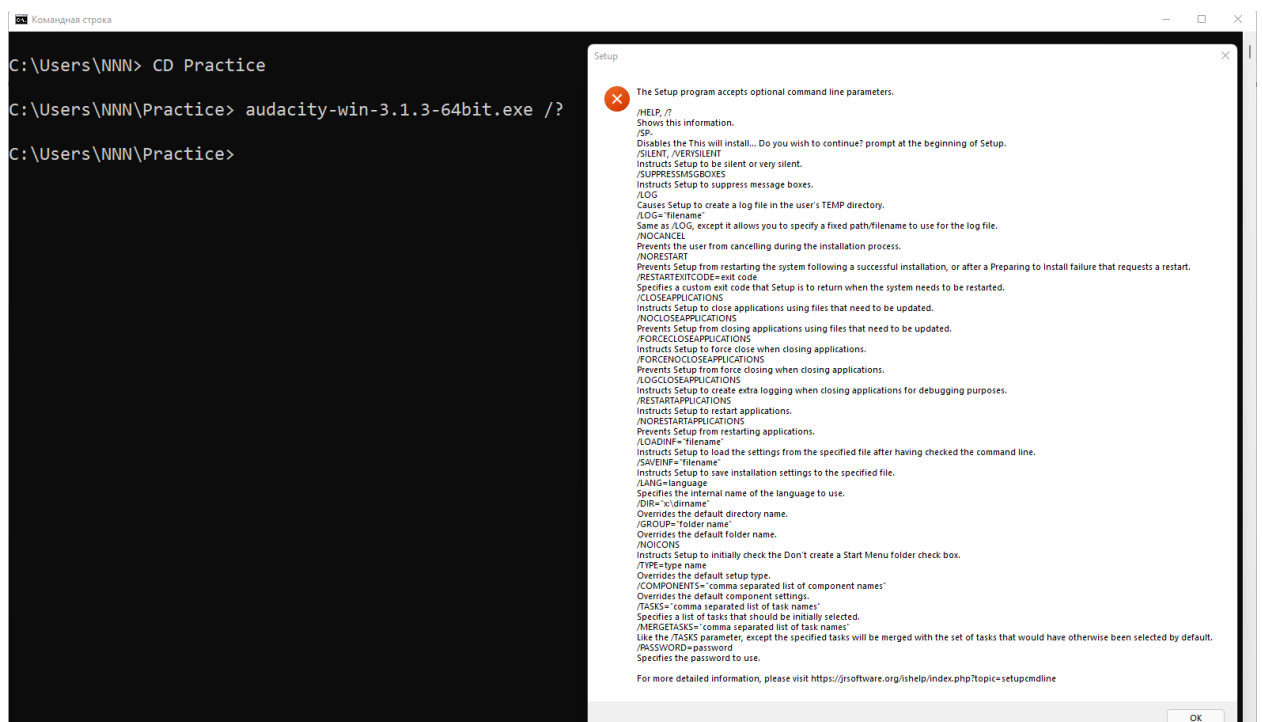 Командная строка
C:\Users\NNN> CD Practice
C:\Users\NNN\Practice> audacity-win-3.1.3-64bit.exe /?
C:\Users\NNN\Practice>
Setup
The Setup program accepts optional command line parameters.
/HELP, /?
Shows this information.
/SP-
Disables the This will install... Do you wish to continue? prompt at the beginning of Setup.
/SILENT, /VERYSILENT
Instructs Setup to be silent or very silent.
/SUPPRESSMSGBOXES
Instructs Setup to suppress message boxes.
/LOG
Causes Setup to create a log file in the user's TEMP directory.
/LOG="filename"
Same as /LOG, except it allows you to specify a fixed path/filename to use for the log file.
/NOCANCEL
Prevents the user from cancelling during the installation process.
/NORESTART
Prevents Setup from restarting the system following a successful installation, or after a Preparing to Install failure that requests a restart.
/RESTARTEXITCODE=exit code
Specifies a custom exit code that Setup is to return when the system needs to be restarted.
/CLOSEAPPLICATIONS
Instructs Setup to close applications using files that need to be updated.
/NOCLOSEAPPLICATIONS
Prevents Setup from closing applications using files that need to be updated.
/FORCECLOSEAPPLICATIONS
Instructs Setup to force close when closing applications.
/FORCENOCLOSEAPPLICATIONS
Prevents Setup from force closing when closing applications.
/LOGCLOSEAPPLICATIONS
Instructs Setup to create extra logging when closing applications for debugging purposes.
/RESTARTAPPLICATIONS
Instructs Setup to restart applications.
/NORESTARTAPPLICATIONS
Prevents Setup from restarting applications.
/LOADINF="filename"
Instructs Setup to load the settings from the specified file after having checked the command line.
/SAVEINF="filename"
Instructs Setup to save installation settings to the specified file.
/LANG=language
Specifies the internal name of the language to use.
/DIR="x:\dirname"
Overrides the default directory name.
/GROUP="folder name"
Overrides the default folder name.
/NOICONS
Instructs Setup to initially check the Don't create a Start Menu folder check box.
/TYPE=type name
Overrides the default setup type.
/COMPONENTS="comma separated list of component names"
Overrides the default component settings.
/TASKS="comma separated list of task names"
Specifies a list of tasks that should be initially selected.
/MERGETASKS="comma separated list of task names"
Like the /TASKS parameter, except the specified tasks will be merged with the set of tasks that would have otherwise been selected by default.
/PASSWORD=password
Specifies the password to use.
For more detailed information, please visit https://jrsoftware.org/ishelp/index.php?topic=setupcmdline
OK